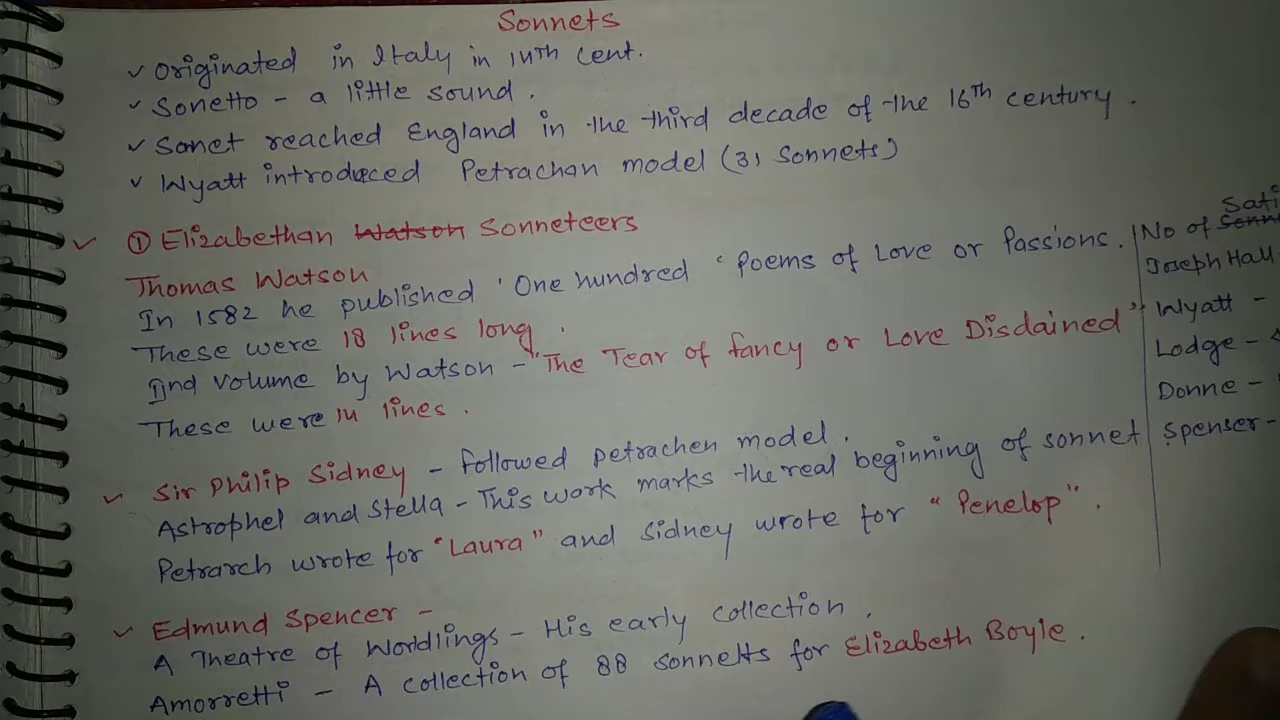 Sonnets
✓ Originated in Italy in 14th cent.
✓ Sonetto - a little sound.
✓ Sonet reached England in the third decade of the 16th century.
✓ Wyatt introduced Petrachan model (31 Sonnets)
✓ ① Elizabethan Watson Sonneteers
Thomas Watson
In 1582 he published 'One hundred 'Poems of Love or Passions.
These were 18 lines long.
IInd volume by Watson - "The Tear of fancy or Love Disdained"
These were 14 lines.
✓ Sir Philip Sidney - followed petrachen model.
Astrophel and Stella - This work marks the real beginning of sonnet
Petrarch wrote for "Laura" and Sidney wrote for "Penelop".
✓ Edmund Spencer -
A Theatre of Worldlings - His early collection.
Amorretti - A collection of 88 sonnetts for Elizabeth Boyle.
Sati
No of Sonn
Joseph Hall
Wyatt -
Lodge -
Donne -
Spenser -